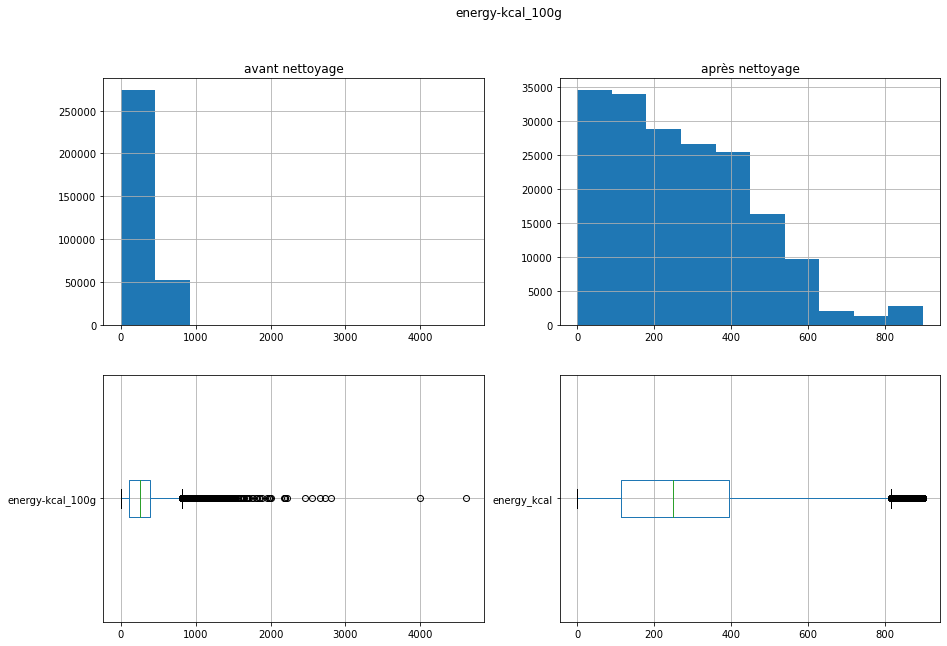 energy-kcal_100g
avant nettoyage
250000
200000
150000
100000
50000
0
0 1000 2000 3000 4000
après nettoyage
35000
30000
25000
20000
15000
10000
5000
0
0 200 400 600 800
energy-kcal_100g
0 1000 2000 3000 4000
energy_kcal
0 200 400 600 800